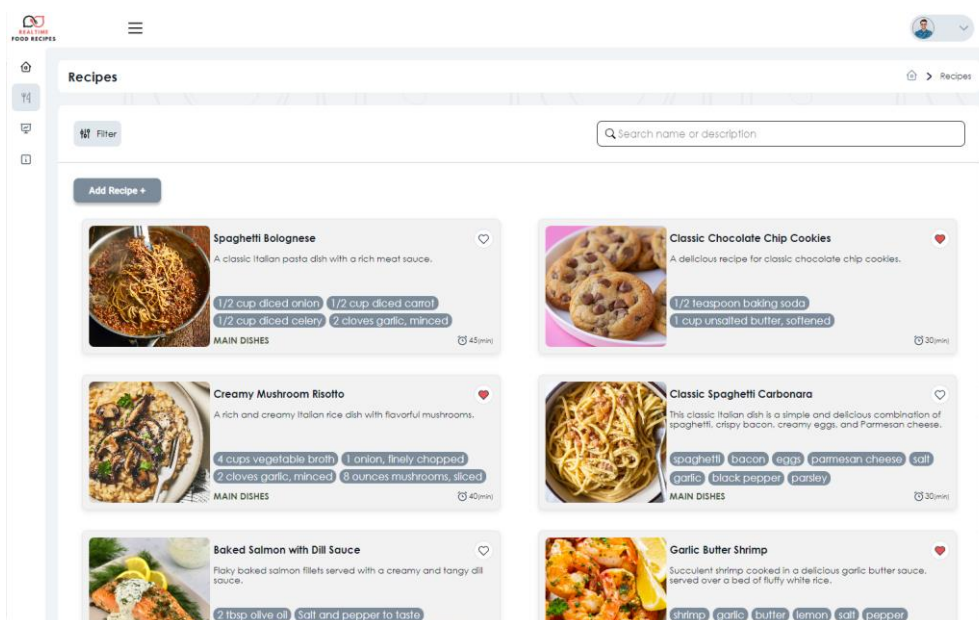 REALTIME
FOOD RECIPES
Recipes
Recipes
Filter
Search name or description
Add Recipe +
Spaghetti Bolognese
A classic Italian pasta dish with a rich meat sauce.
1/2 cup diced onion 1/2 cup diced carrot
1/2 cup diced celery 2 cloves garlic, minced
MAIN DISHES 45(min)
Classic Chocolate Chip Cookies
A delicious recipe for classic chocolate chip cookies.
1/2 teaspoon baking soda
1 cup unsalted butter, softened
30(min)
Creamy Mushroom Risotto
A rich and creamy Italian rice dish with flavorful mushrooms.
4 cups vegetable broth 1 onion, finely chopped
2 cloves garlic, minced 8 ounces mushrooms, sliced
MAIN DISHES 40(min)
Classic Spaghetti Carbonara
This classic Italian dish is a simple and delicious combination of
spaghetti, crispy bacon, creamy eggs, and Parmesan cheese.
spaghetti bacon eggs parmesan cheese salt
garlic black pepper parsley
MAIN DISHES 30(min)
Baked Salmon with Dill Sauce
Flaky baked salmon fillets served with a creamy and tangy dill
sauce.
2 tbsp olive oil Salt and pepper to taste
Garlic Butter Shrimp
Succulent shrimp cooked in a delicious garlic butter sauce,
served over a bed of fluffy white rice.
shrimp garlic butter lemon salt pepper